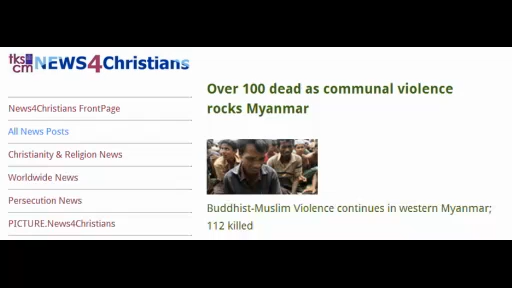 tks
cm
NEWS4Christians
News4Christians FrontPage
All News Posts
Christianity & Religion News
Worldwide News
Persecution News
PICTURE.News4Christians
Over 100 dead as communal violence
rocks Myanmar
Buddhist-Muslim Violence continues in western Myanmar;
112 killed